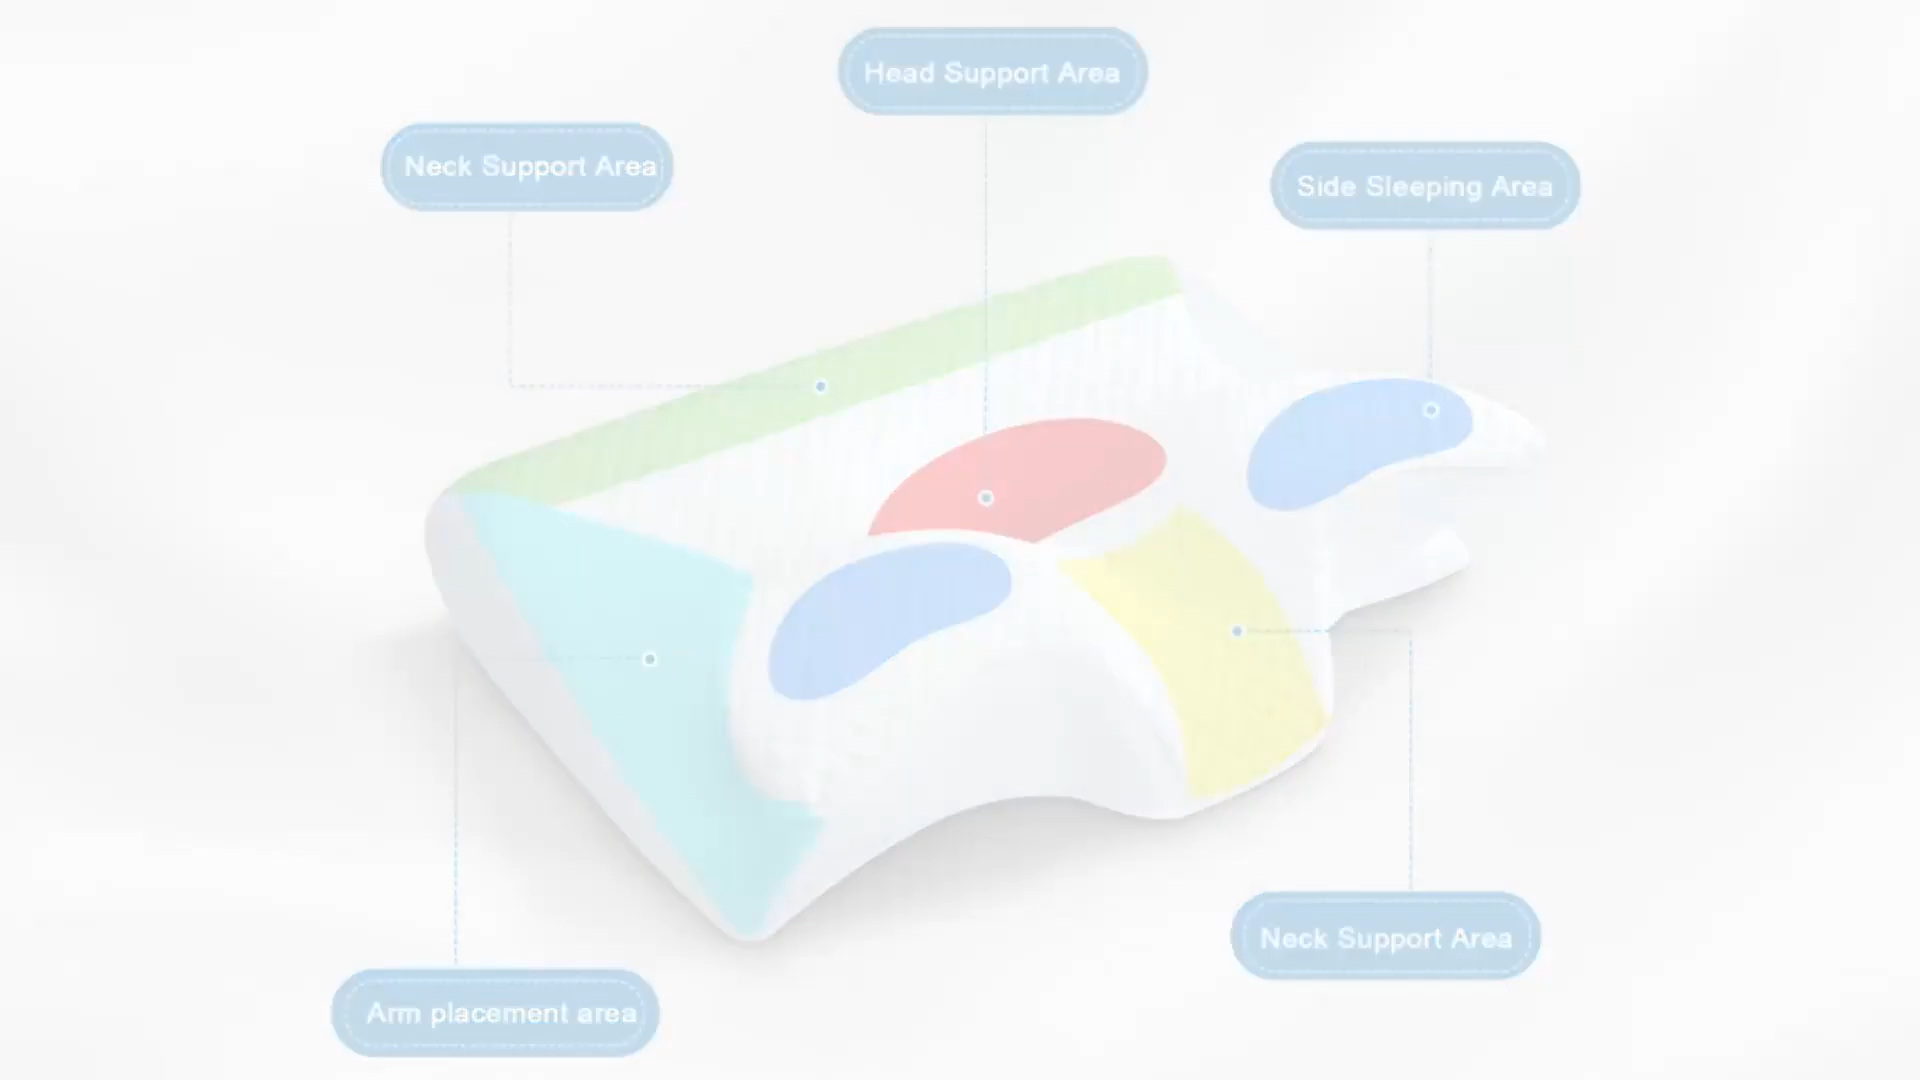 Head Support Area
Neck Support Area
Side Sleeping Area
Neck Support Area
Arm placement area